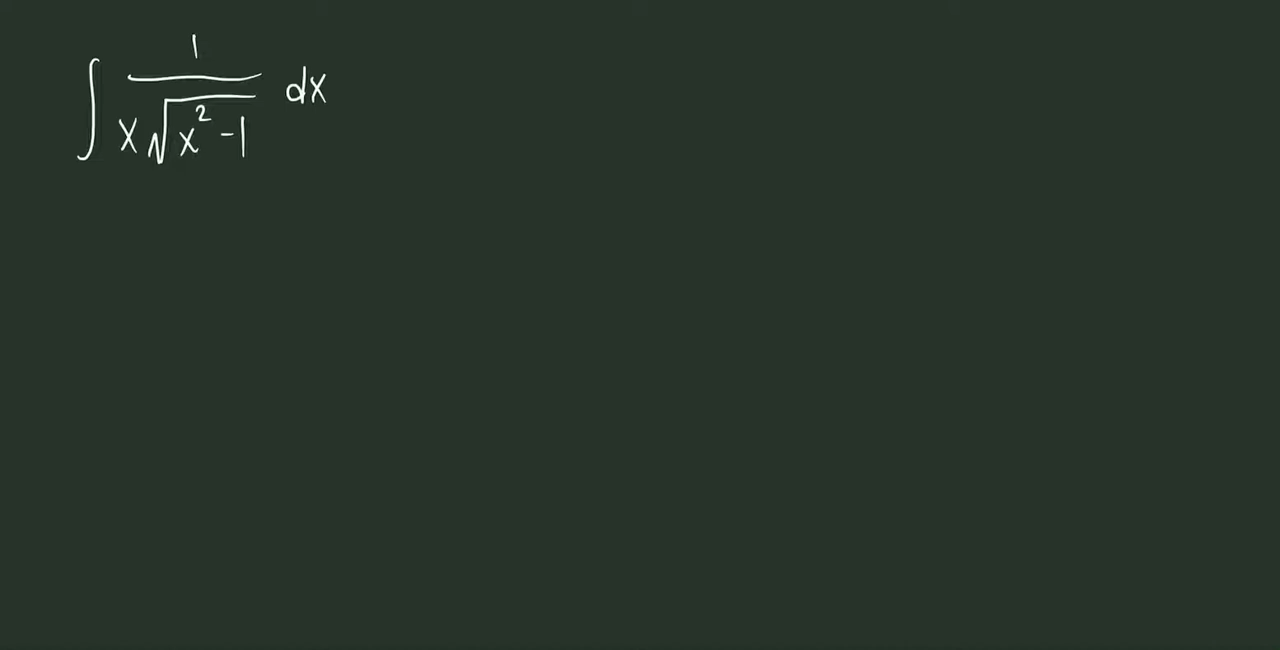 ∫ 1/(x√(x² - 1)) dx